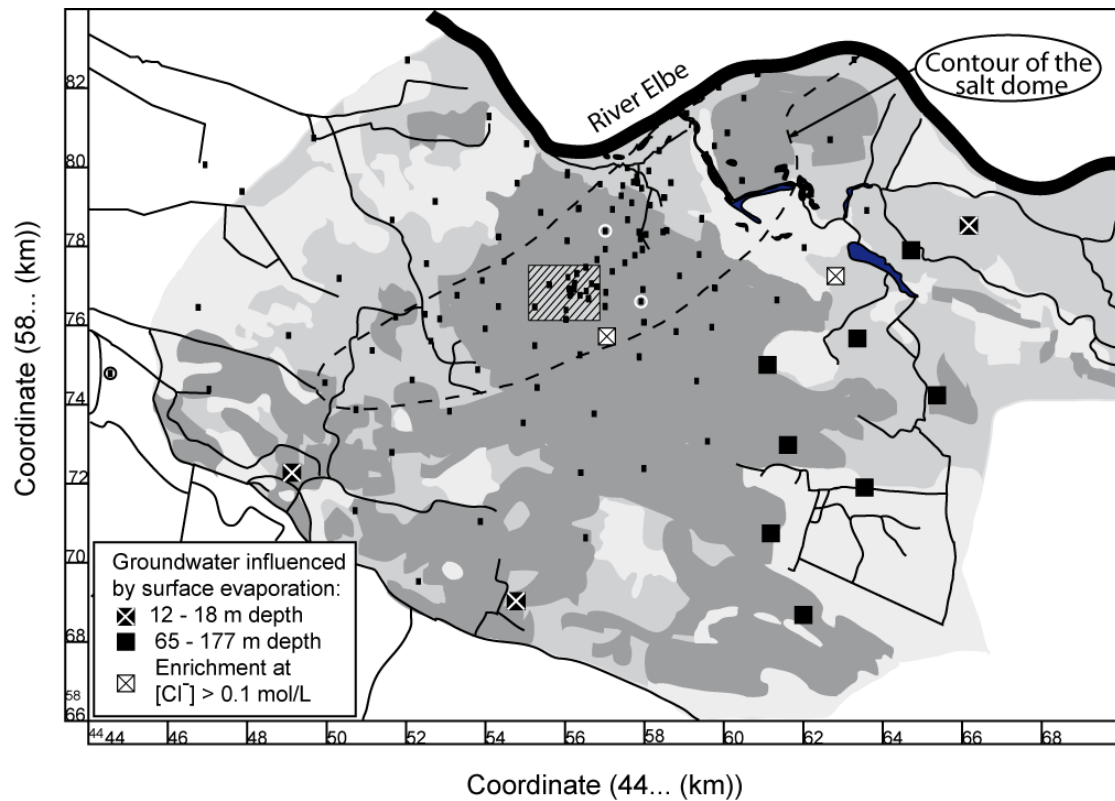 River Elbe
Contour of the
salt dome
Coordinate (58... (km))
82
80
78
76
74
72
70
68
58
66
Groundwater influenced
by surface evaporation:
12 - 18 m depth
65 - 177 m depth
Enrichment at
[Cl⁻] > 0.1 mol/L
44 44 46 48 50 52 54 56 58 60 62 64 66 68
Coordinate (44... (km))